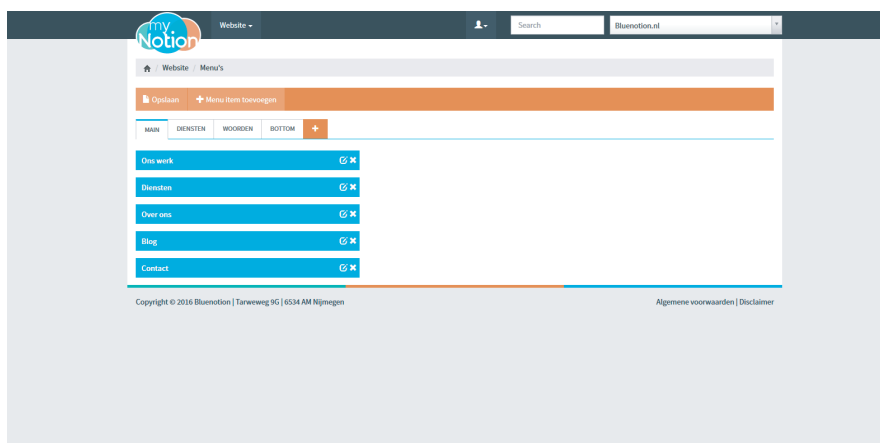 my
Notion
Website
Search
Bluenotion.nl
/ Website / Menu's
Opslaan Menu item toevoegen
MAIN DIENSTEN WOORDEN BOTTOM
Ons werk
Diensten
Over ons
Blog
Contact
Copyright © 2016 Bluenotion | Tarweweg 9G | 6534 AM Nijmegen
Algemene voorwaarden | Disclaimer